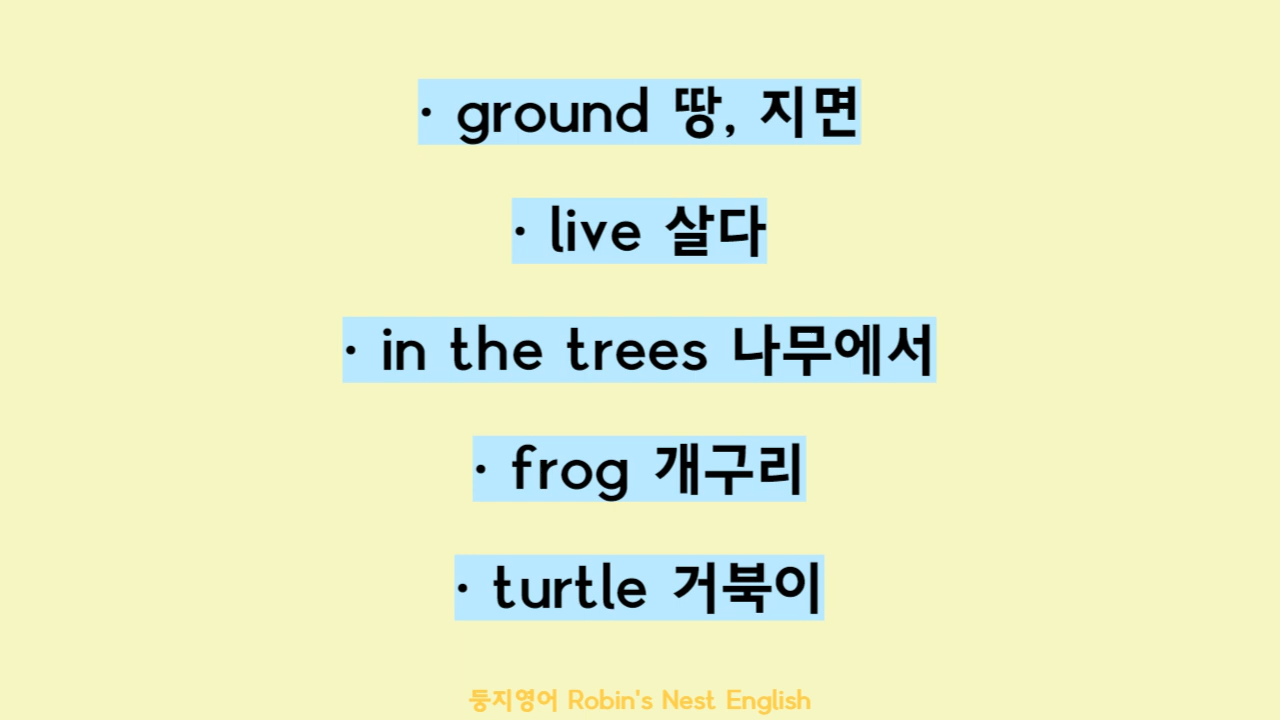 · ground 땅, 지면
· live 살다
· in the trees 나무에서
· frog 개구리
· turtle 거북이
둥지영어 Robin's Nest English